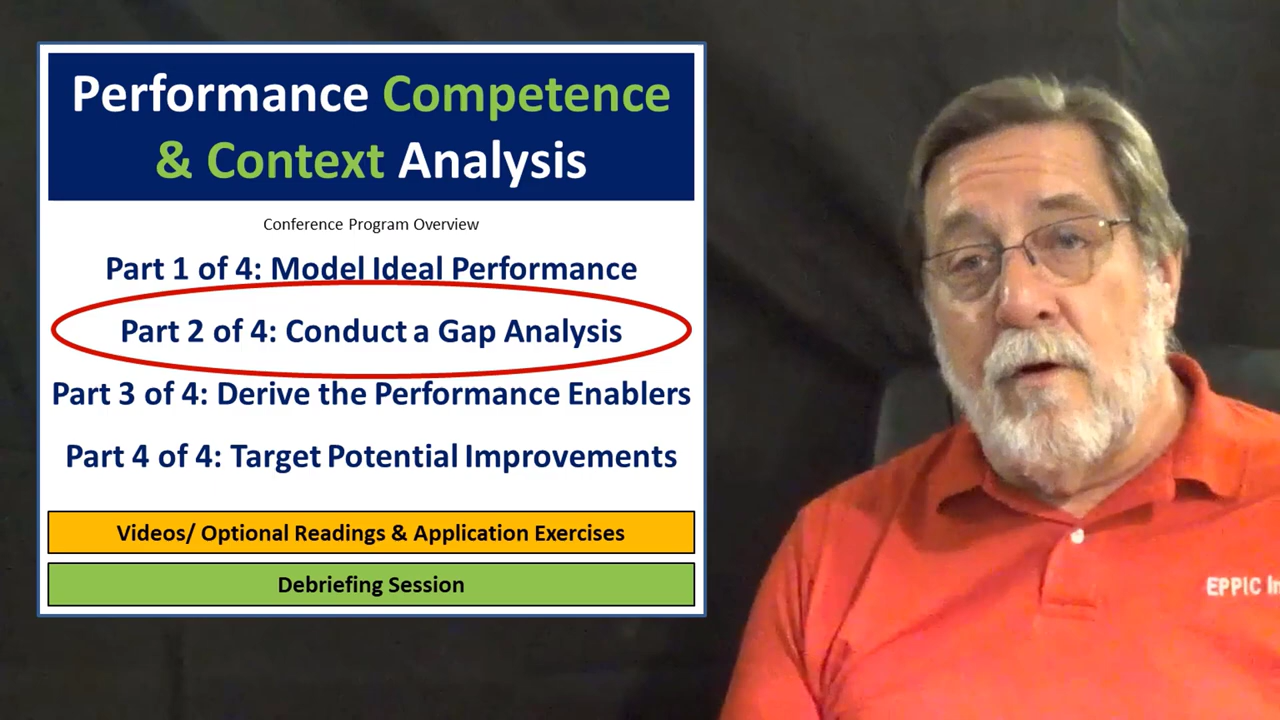 Performance Competence
& Context Analysis
Conference Program Overview
Part 1 of 4: Model Ideal Performance
Part 2 of 4: Conduct a Gap Analysis
Part 3 of 4: Derive the Performance Enablers
Part 4 of 4: Target Potential Improvements
Videos/ Optional Readings & Application Exercises
Debriefing Session
EPPIC